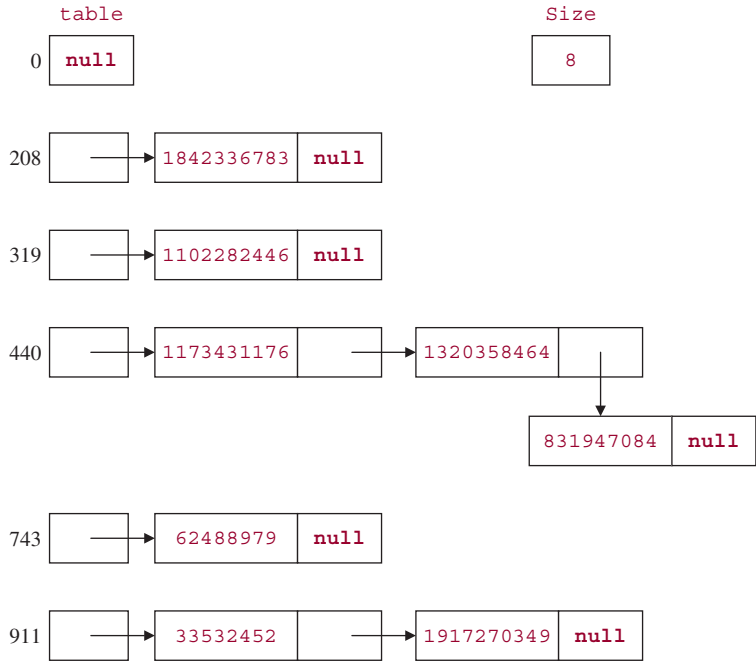 table Size
0 null 8
208 1842336783 null
319 1102282446 null
440 1173431176 1320358464
831947084 null
743 62488979 null
911 33532452 1917270349 null